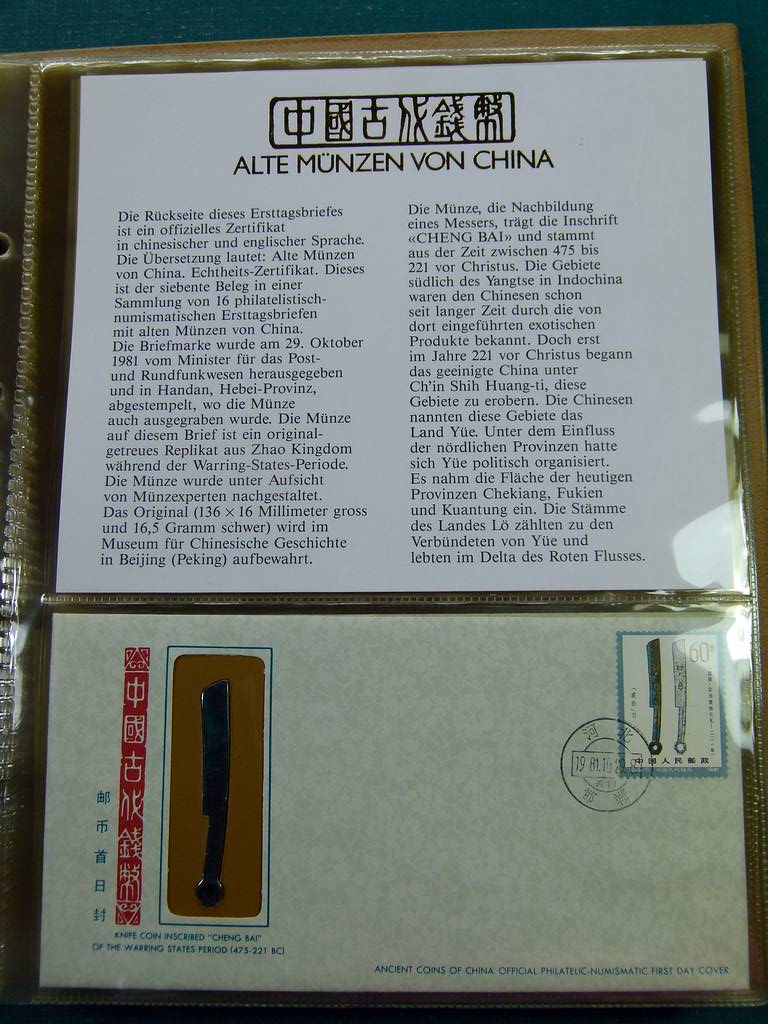 中國古代錢幣
ALTE MÜNZEN VON CHINA
Die Rückseite dieses Ersttagsbriefes
ist ein offizielles Zertifikat
in chinesischer und englischer Sprache.
Die Übersetzung lautet: Alte Münzen
von China. Echtheits-Zertifikat. Dieses
ist der siebente Beleg in einer
Sammlung von 16 philatelistisch-
numismatischen Ersttagsbriefen
mit alten Münzen von China.
Die Briefmarke wurde am 29. Oktober
1981 vom Minister für das Post-
und Rundfunkwesen herausgegeben
und in Handan, Hebei-Provinz,
abgestempelt, wo die Münze
auch ausgegraben wurde. Die Münze
auf diesem Brief ist ein original-
getreues Replikat aus Zhao Kingdom
während der Warring-States-Periode.
Die Münze wurde unter Aufsicht
von Münzexperten nachgestaltet.
Das Original (136 × 16 Millimeter gross
und 16,5 Gramm schwer) wird im
Museum für Chinesische Geschichte
in Beijing (Peking) aufbewahrt.
Die Münze, die Nachbildung
eines Messers, trägt die Inschrift
«CHENG BAI» und stammt
aus der Zeit zwischen 475 bis
221 vor Christus. Die Gebiete
südlich des Yangtse in Indochina
waren den Chinesen schon
seit langer Zeit durch die von
dort eingeführten exotischen
Produkte bekannt. Doch erst
im Jahre 221 vor Christus begann
das geeinigte China unter
Ch'in Shih Huang-ti, diese
Gebiete zu erobern. Die Chinesen
nannten diese Gebiete das
Land Yüe. Unter dem Einfluss
der nördlichen Provinzen hatte
sich Yüe politisch organisiert.
Es nahm die Fläche der heutigen
Provinzen Chekiang, Fukien
und Kuantung ein. Die Stämme
des Landes Lö zählten zu den
Verbündeten von Yüe und
lebten im Delta des Roten Flusses.
中國古代錢幣
邮币首日封
KNIFE COIN INSCRIBED "CHENG BAI"
OF THE WARRING STATES PERIOD (475-221 BC)
60
中国人民邮政
河北
邯郸
ANCIENT COINS OF CHINA OFFICIAL PHILATELIC-NUMISMATIC FIRST DAY COVER